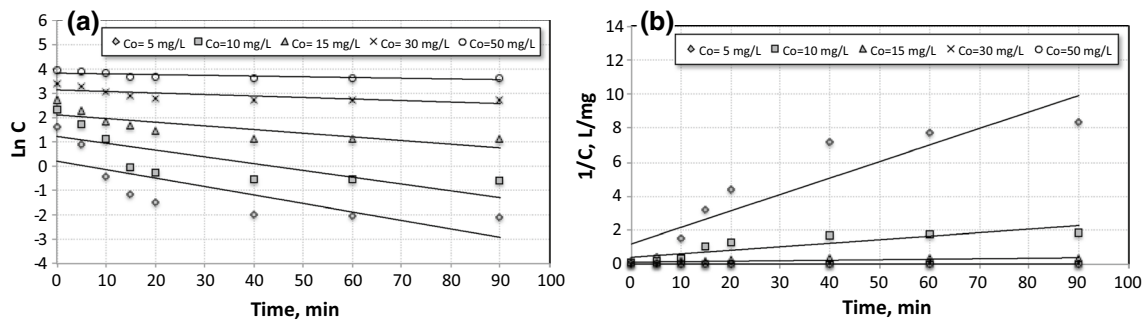 (a)
Co= 5 mg/L Co=10 mg/L Co= 15 mg/L Co= 30 mg/L Co=50 mg/L
Ln C
6
5
4
3
2
1
0
-1
-2
-3
-4
0 10 20 30 40 50 60 70 80 90 100
Time, min
(b)
Co= 5 mg/L Co=10 mg/L Co=15 mg/L Co=30 mg/L Co=50 mg/L
1/C, L/mg
14
12
10
8
6
4
2
0
0 10 20 30 40 50 60 70 80 90 100
Time, min